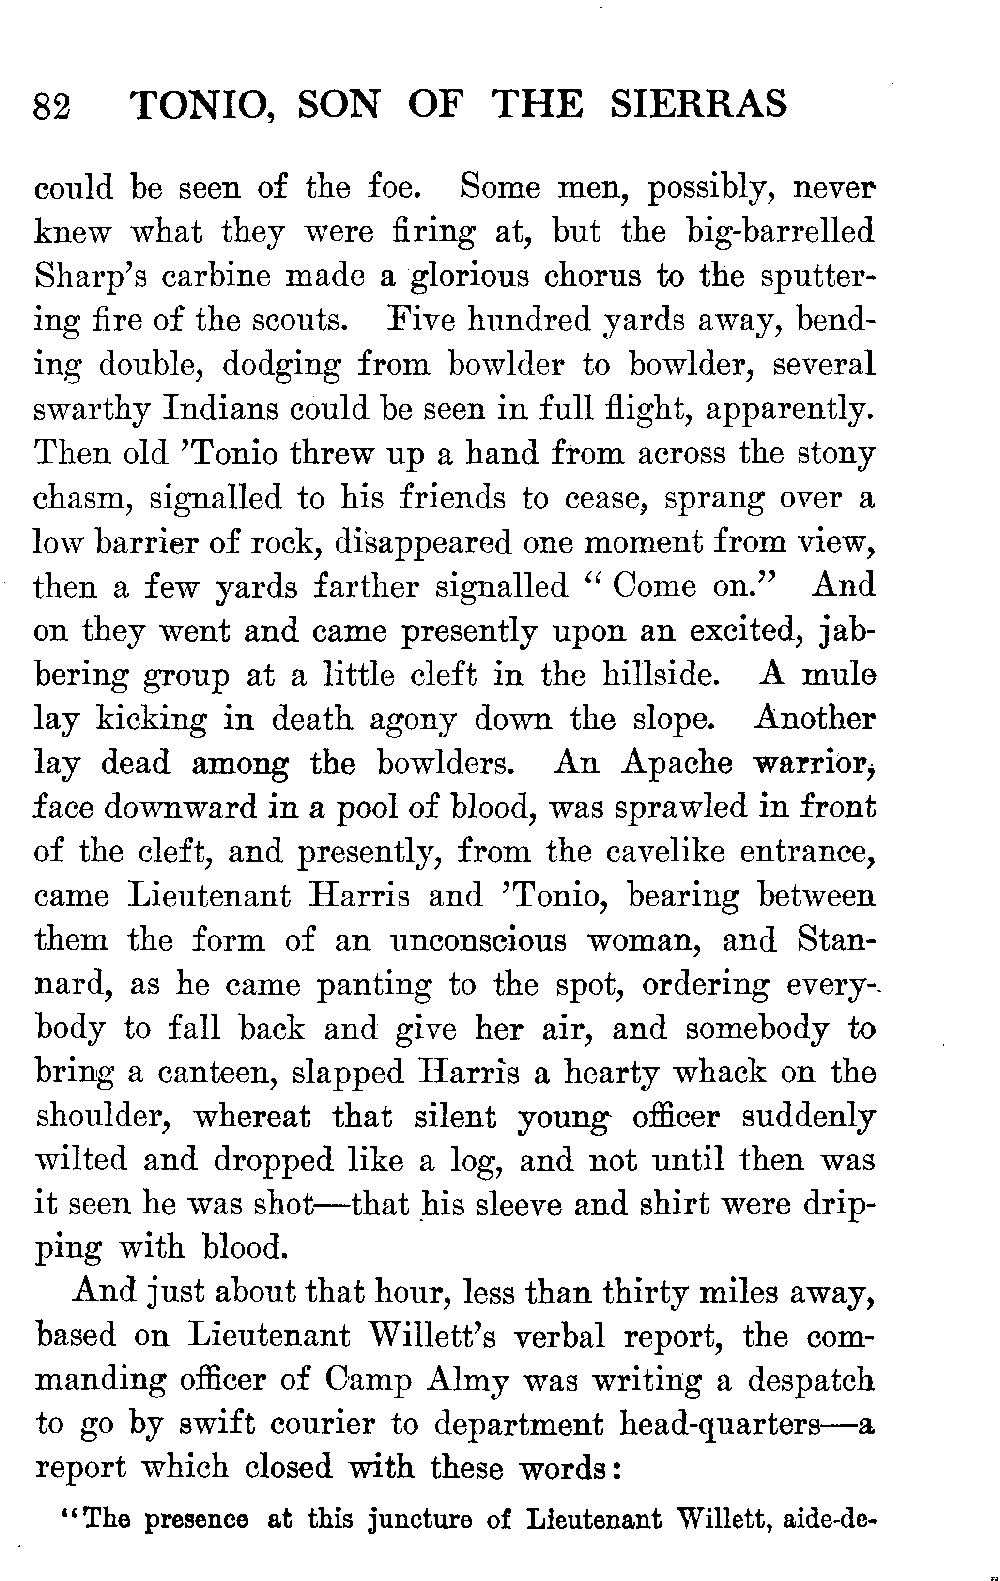 82 TONIO, SON OF THE SIERRAS
could be seen of the foe. Some men, possibly, never
knew what they were firing at, but the big-barrelled
Sharp's carbine made a glorious chorus to the sputter-
ing fire of the scouts. Five hundred yards away, bend-
ing double, dodging from bowlder to bowlder, several
swarthy Indians could be seen in full flight, apparently.
Then old 'Tonio threw up a hand from across the stony
chasm, signalled to his friends to cease, sprang over a
low barrier of rock, disappeared one moment from view,
then a few yards farther signalled “ Come on.” And
on they went and came presently upon an excited, jab-
bering group at a little cleft in the hillside. A mule
lay kicking in death agony down the slope. Another
lay dead among the bowlders. An Apache warrior,
face downward in a pool of blood, was sprawled in front
of the cleft, and presently, from the cavelike entrance,
came Lieutenant Harris and 'Tonio, bearing between
them the form of an unconscious woman, and Stan-
nard, as he came panting to the spot, ordering every-
body to fall back and give her air, and somebody to
bring a canteen, slapped Harris a hearty whack on the
shoulder, whereat that silent young officer suddenly
wilted and dropped like a log, and not until then was
it seen he was shot—that his sleeve and shirt were drip-
ping with blood.
And just about that hour, less than thirty miles away,
based on Lieutenant Willett's verbal report, the com-
manding officer of Camp Almy was writing a despatch
to go by swift courier to department head-quarters—a
report which closed with these words:
“The presence at this juncture of Lieutenant Willett, aide-de-